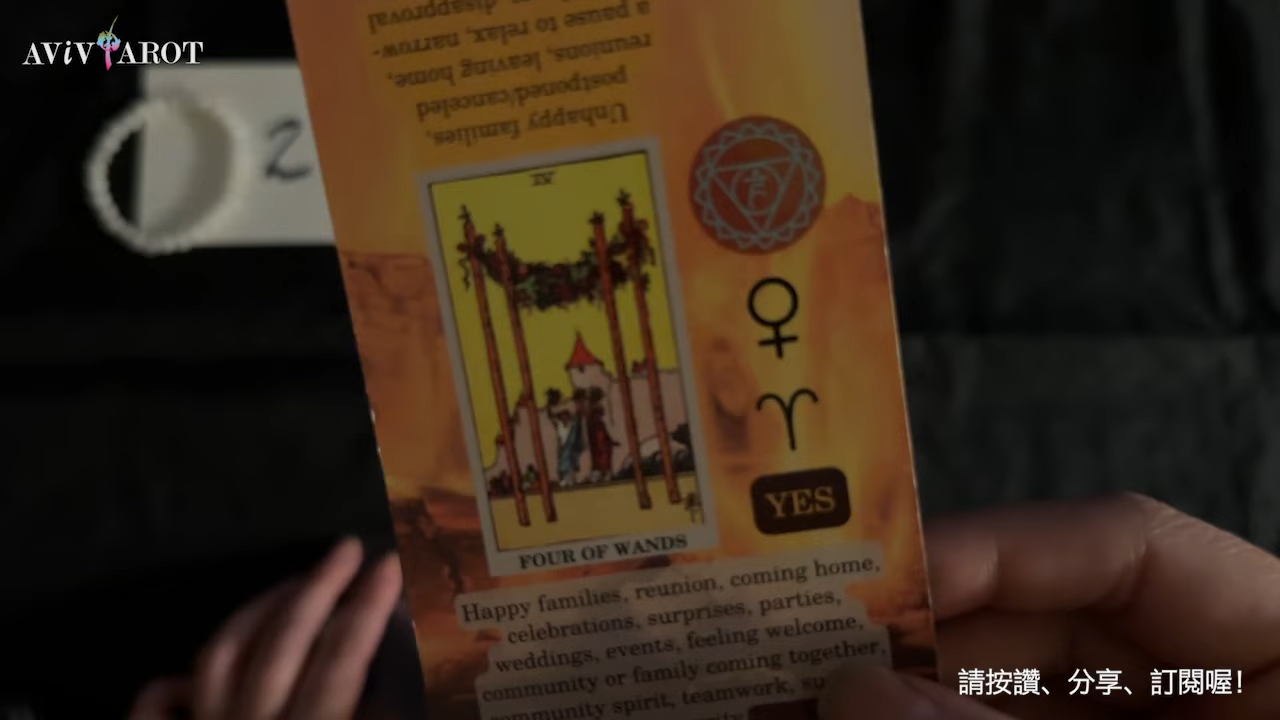 AViVTAROT
disapproval
a pause to relax, narrow-
reunions, leaving home,
postponed/canceled
Unhappy families,
2
IV
YES
FOUR OF WANDS
Happy families, reunion, coming home,
celebrations, surprises, parties,
weddings, events, feeling welcome,
community or family coming together,
community spirit, teamwork,
請按讚、分享、訂閱喔!